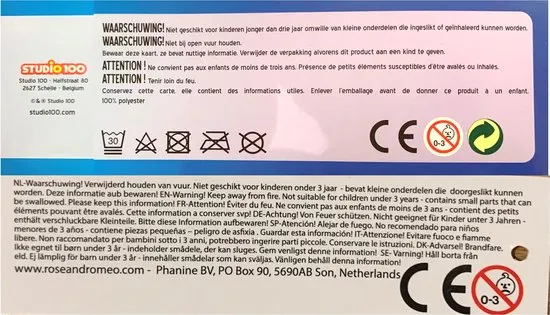 WAARSCHUWING! Niet geschikt voor kinderen jonger dan drie jaar omwille van kleine onderdelen die ingeslikt of geïnhaleerd kunnen worden.
WAARSCHUWING! Niet bij open vuur houden.
Bewaar deze kaart, ze bevat nuttige informatie. Verwijder de verpakking alvorens dit product aan een kind te geven.
ATTENTION! Ne convient pas aux enfants de moins de trois ans. Présence de petits éléments susceptibles d'être avalés ou inhalés.
ATTENTION! Tenir loin du feu.
Conservez cette carte, elle contient des informations utiles. Enlever l'emballage avant de donner ce produit à un enfant.
100% polyester
STUDIO 100
Studio 100 - Halfstraat 80
2627 Schelle - Belgium
©&® Studio 100
studio100.com
30
CE
0-3
NL-Waarschuwing! Verwijderd houden van vuur. Niet geschikt voor kinderen onder 3 jaar - bevat kleine onderdelen die doorgeslikt kunnen
worden. Deze informatie aub bewaren! EN-Warning! Keep away from fire. Not suitable for children under 3 years - contains small parts that can
be swallowed. Please keep this information! FR-Attention! Éviter du feu. Ne convient pas aux enfants de moins de 3 ans - contient des petits
éléments pouvant être avalés. Cette information a conserver svp! DE-Achtung! Von Feuer schützen. Nicht geeignet für Kinder unter 3 Jahren -
enthält verschluckbare Kleinteile. Bitte diese Information aufbewaren! SP-Atención! Alejar de fuego. No recomendado para niños
menores de 3 años - contiene piezas pequeñas – peligro de asfixia . Guardar esta información! IT-Attenzione! Evitare fuoco e fiamme
libere. Non raccomandato per bambini sotto i 3 anni, potrebbero ingerire parti piccole. Conservare le istruzioni. DK-Advarsel! Brandfare.
Ikke egnet til børn under 3 år - indeholder smådele, der kan sluges. Gem venligst denne information! SE-Varning! Håll borta från
eld. Ej lämplig för barn under 3 år - innehåller smådelar som kan sväljas. Vänligen behåll denna information!
www.roseandromeo.com - Phanine BV, PO Box 90, 5690AB Son, Netherlands
CE
0-3